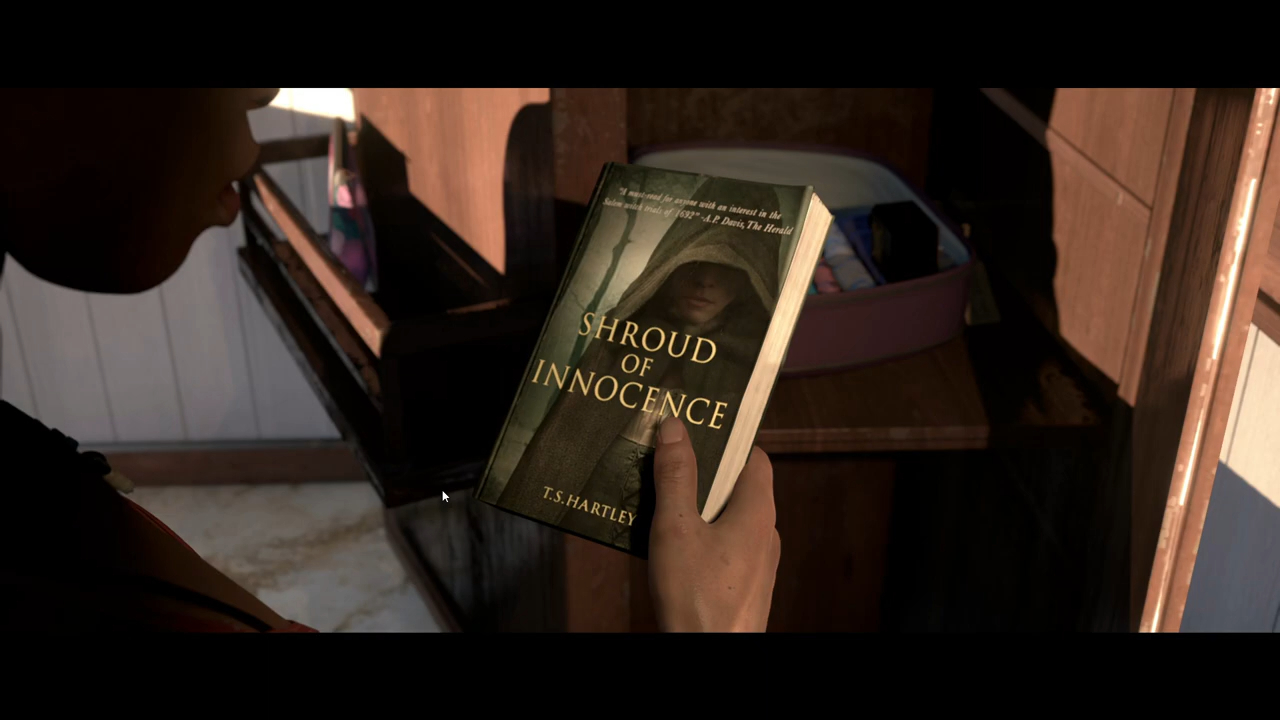 "A must-read for anyone with an interest in the
Salem witch trials of 1692" -A.P. Davis, The Herald
SHROUD
OF
INNOCENCE
T.S. HARTLEY